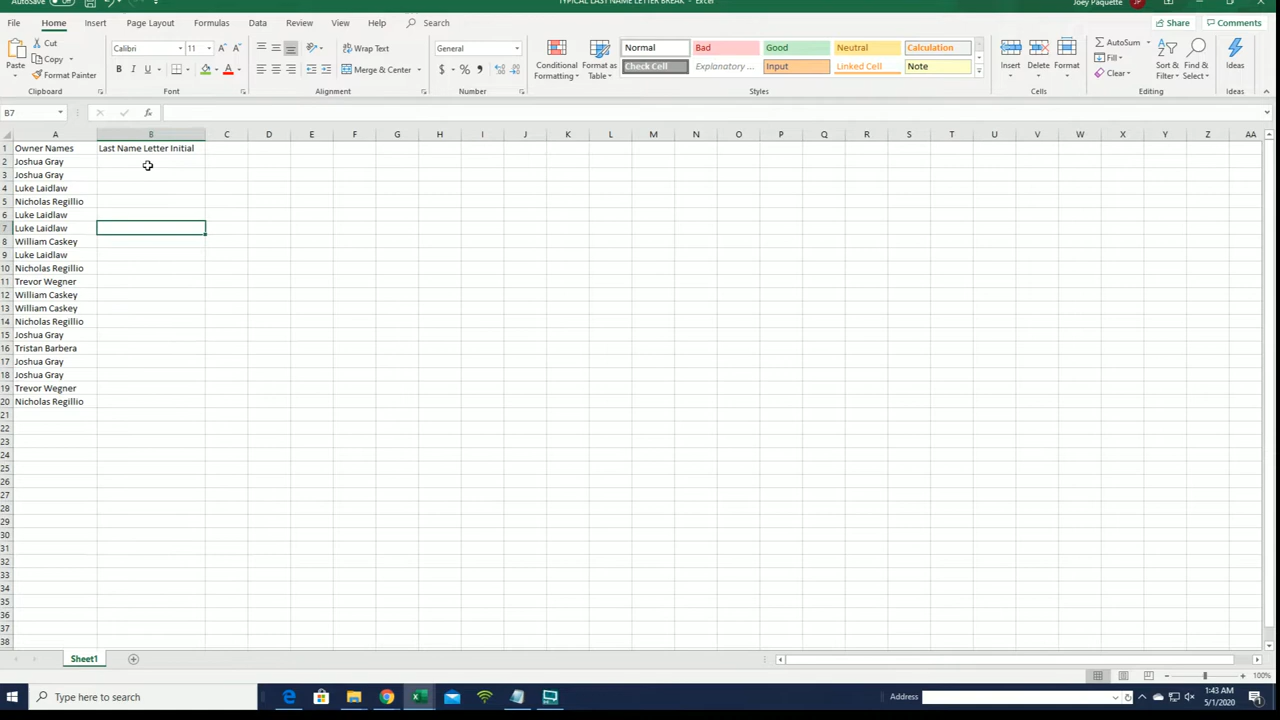 AutoSave Off
TYPICAL LAST NAME LETTER BREAK - Excel
Joey Paquette JP
File Home Insert Page Layout Formulas Data Review View Help Search
Share Comments
Paste Cut Copy Format Painter
Clipboard
Calibri 11 A A
B I U A
Font
Wrap Text
Merge & Center
Alignment
General
$ % ,
Number
Conditional Formatting
Format as Table
Normal Bad Good Neutral Calculation
Check Cell Explanatory ... Input Linked Cell Note
Styles
Insert Delete Format
Cells
AutoSum
Fill
Clear
Sort & Filter
Find & Select
Editing
Ideas
Ideas
B7 fx
A B C D E F G H I J K L M N O P Q R S T U V W X Y Z AA
1 Owner Names Last Name Letter Initial
2 Joshua Gray
3 Joshua Gray
4 Luke Laidlaw
5 Nicholas Regillio
6 Luke Laidlaw
7 Luke Laidlaw
8 William Caskey
9 Luke Laidlaw
10 Nicholas Regillio
11 Trevor Wegner
12 William Caskey
13 William Caskey
14 Nicholas Regillio
15 Joshua Gray
16 Tristan Barbera
17 Joshua Gray
18 Joshua Gray
19 Trevor Wegner
20 Nicholas Regillio
21
22
23
24
25
26
27
28
29
30
31
32
33
34
35
36
37
38
Sheet1
100%
Type here to search
Address
1:43 AM
5/1/2020